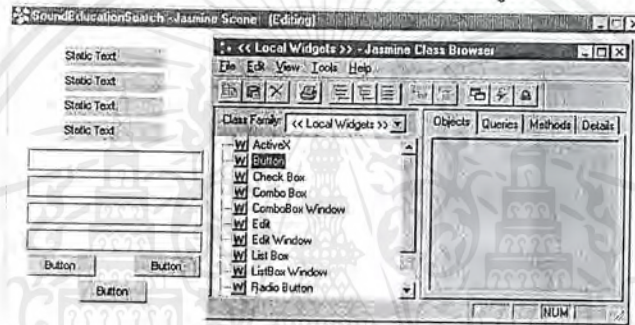 SoundEducationSearch - Jasmine Scene (Editing)
Static Text
Static Text
Static Text
Static Text
Button
Button
Button
<< Local Widgets >> - Jasmine Class Browser
File Edit View Tools Help
Class Family: << Local Widgets >>
W ActiveX
W Button
W Check Box
W Combo Box
W ComboBox Window
W Edit
W Edit Window
W List Box
W ListBox Window
W Radio Button
Objects Queries Methods Details
NUM